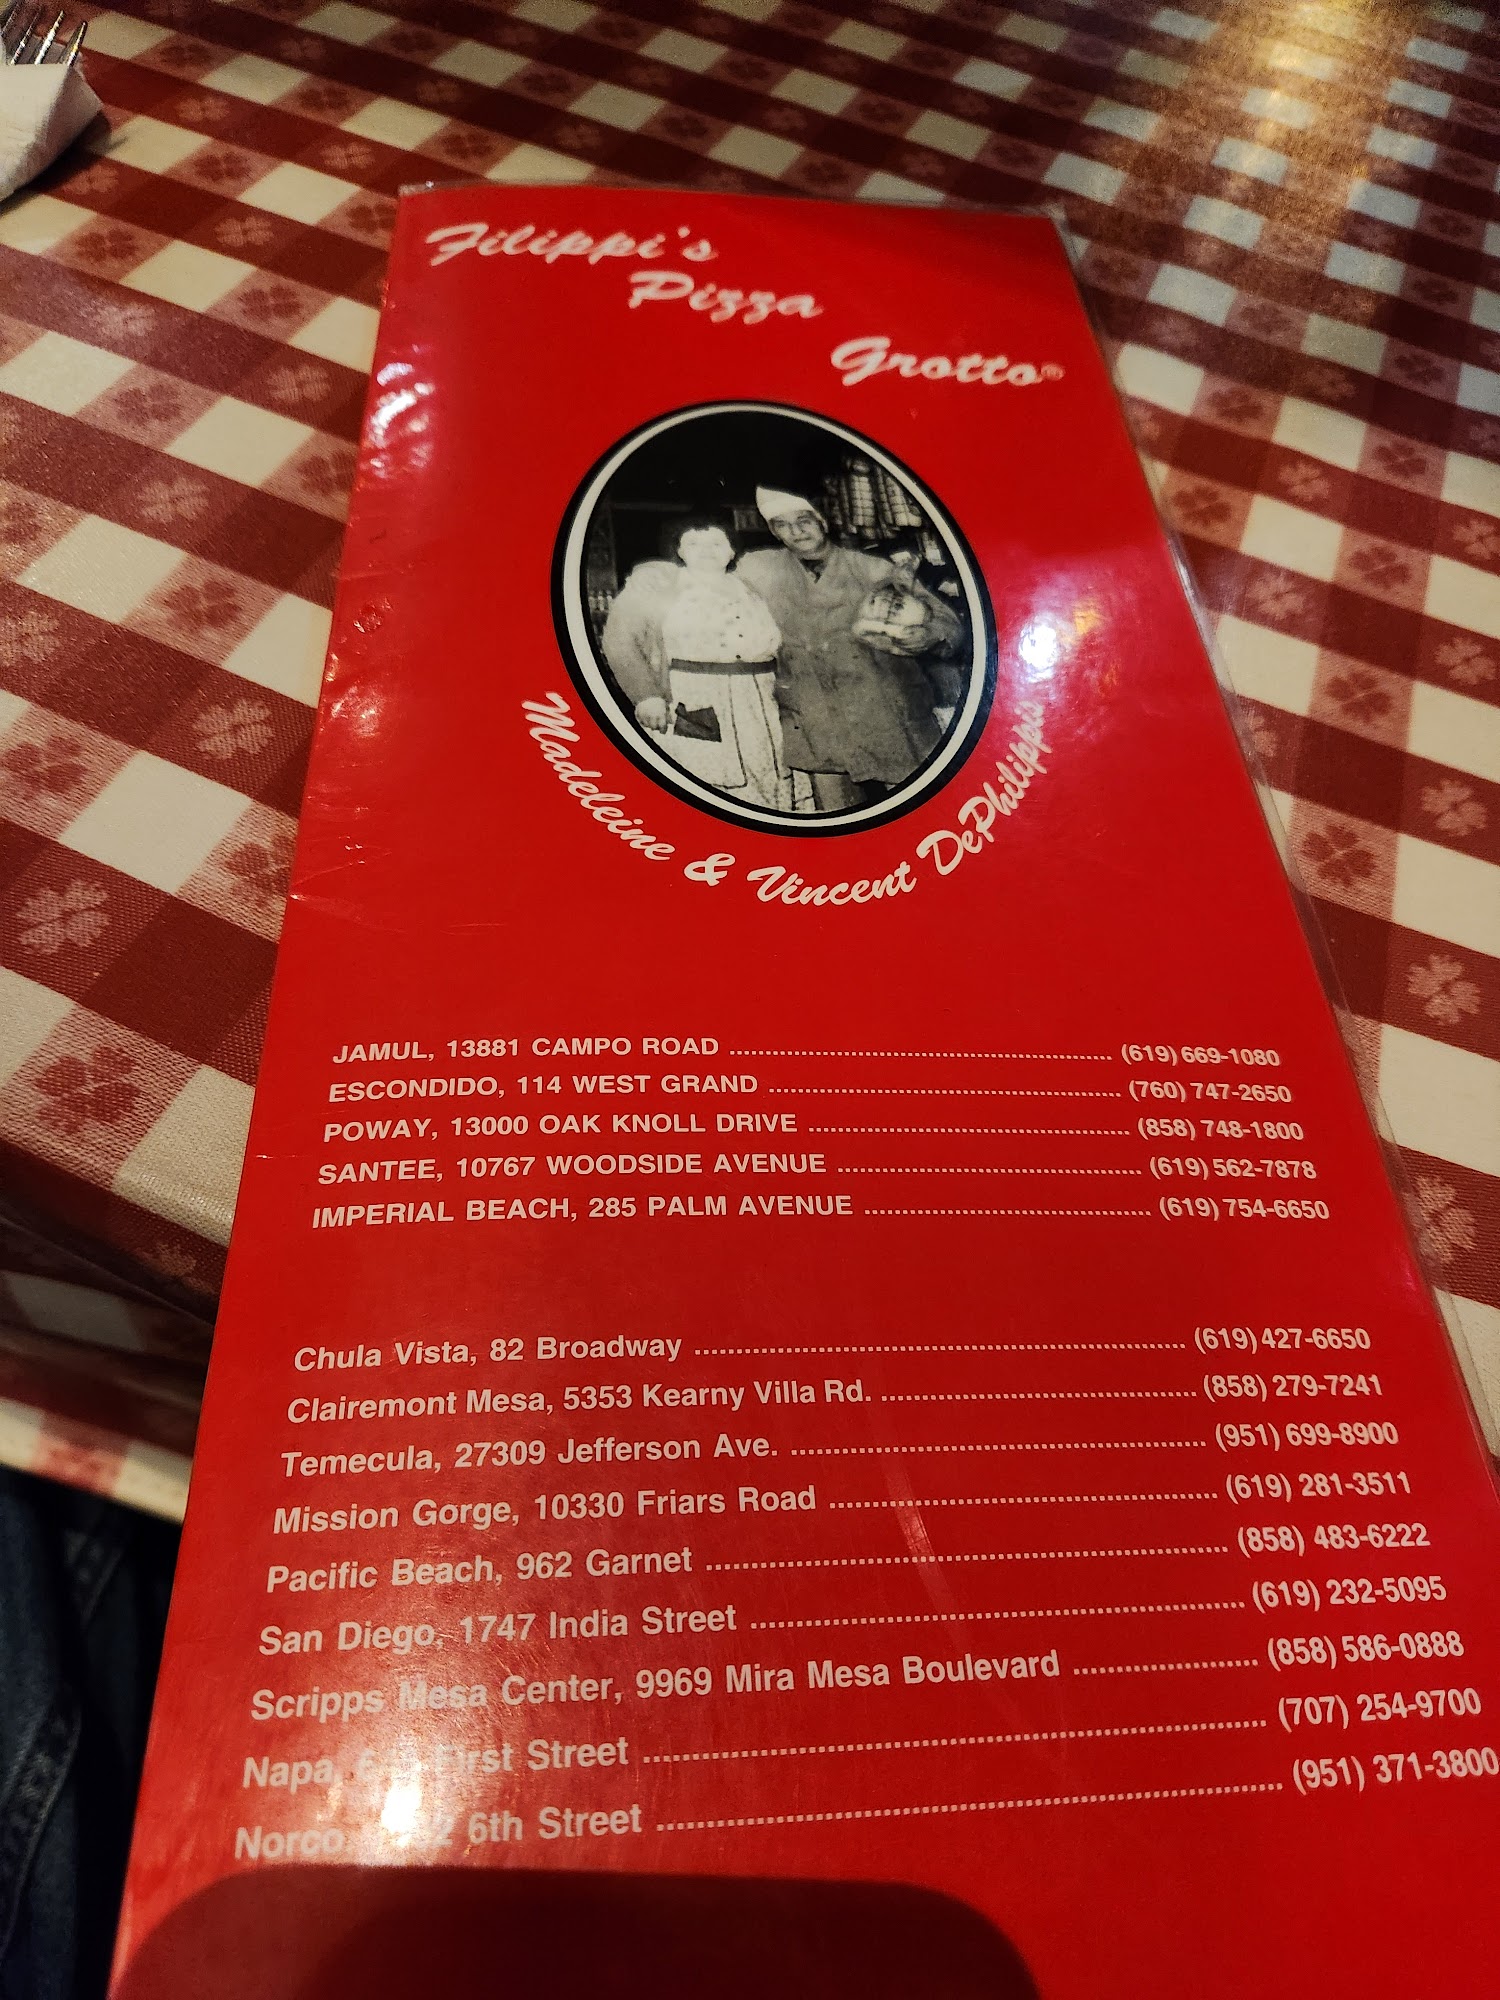 Filippi's
Pizza
Grotto®
Madeleine & Vincent DePhilipps
JAMUL, 13881 CAMPO ROAD ........ (619) 669-1080
ESCONDIDO, 114 WEST GRAND ........ (760) 747-2650
POWAY, 13000 OAK KNOLL DRIVE ........ (858) 748-1800
SANTEE, 10767 WOODSIDE AVENUE ........ (619) 562-7878
IMPERIAL BEACH, 285 PALM AVENUE ........ (619) 754-6650
Chula Vista, 82 Broadway ........ (619) 427-6650
Clairemont Mesa, 5353 Kearny Villa Rd. ........ (858) 279-7241
Temecula, 27309 Jefferson Ave. ........ (951) 699-8900
Mission Gorge, 10330 Friars Road ........ (619) 281-3511
Pacific Beach, 962 Garnet ........ (858) 483-6222
San Diego, 1747 India Street ........ (619) 232-5095
Scripps Mesa Center, 9969 Mira Mesa Boulevard ........ (858) 586-0888
Napa, First Street ........ (707) 254-9700
Norco, 6th Street ........ (951) 371-3800